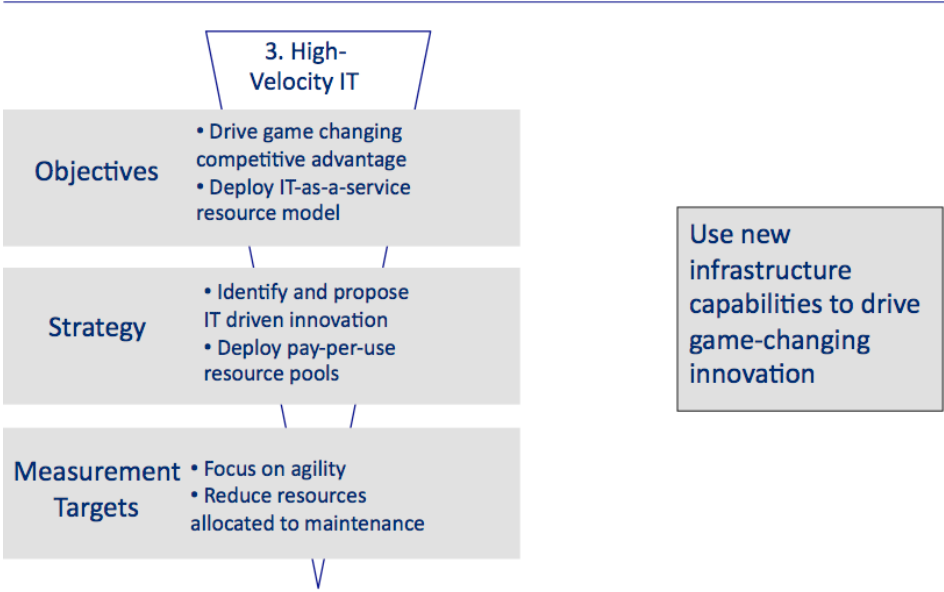 3. High-
Velocity IT
Objectives
• Drive game changing
competitive advantage
• Deploy IT-as-a-service
resource model
Strategy
• Identify and propose
IT driven innovation
• Deploy pay-per-use
resource pools
Measurement
Targets
• Focus on agility
• Reduce resources
allocated to maintenance
Use new
infrastructure
capabilities to drive
game-changing
innovation